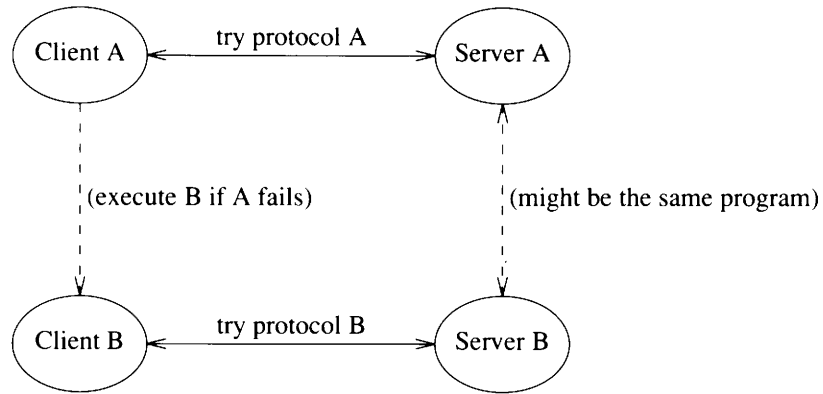 Client A
try protocol A
Server A
(execute B if A fails)
(might be the same program)
Client B
try protocol B
Server B